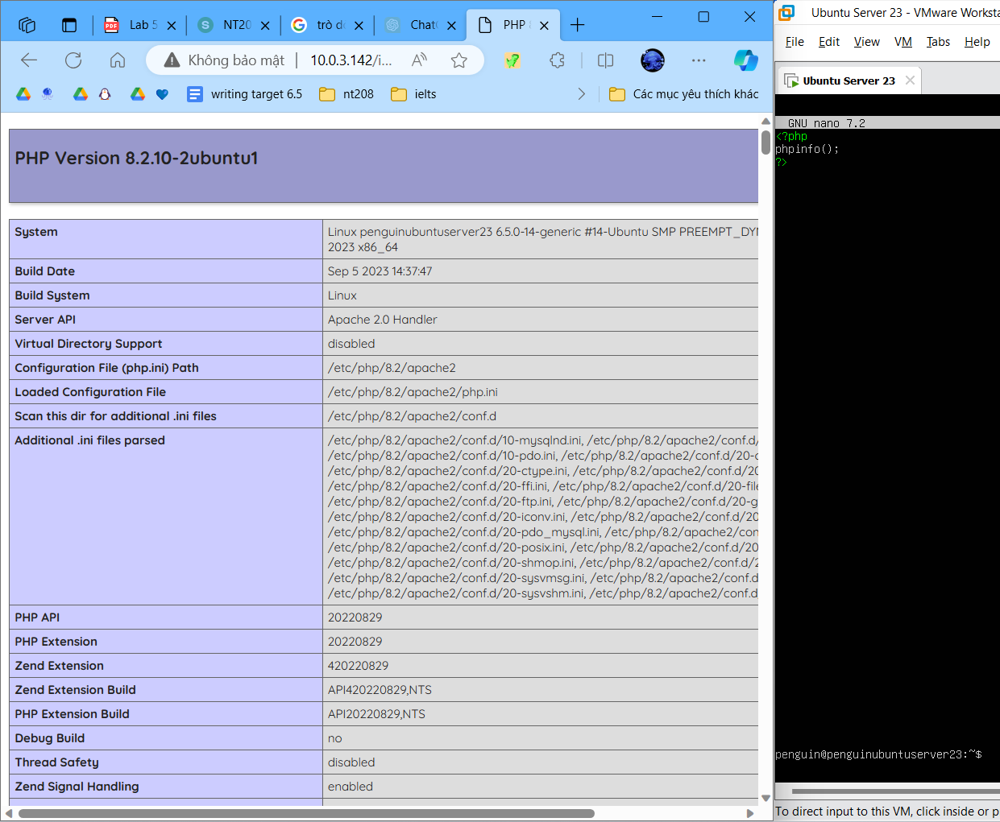 Lab 5
NT20
trò d
Chat
PHP
Không bảo mật
10.0.3.142/i...
writing target 6.5
nt208
ielts
Các mục yêu thích khác
PHP Version 8.2.10-2ubuntu1
System
Linux penguinubuntuserver23 6.5.0-14-generic #14-Ubuntu SMP PREEMPT_DYN
2023 x86_64
Build Date
Sep 5 2023 14:37:47
Build System
Linux
Server API
Apache 2.0 Handler
Virtual Directory Support
disabled
Configuration File (php.ini) Path
/etc/php/8.2/apache2
Loaded Configuration File
/etc/php/8.2/apache2/php.ini
Scan this dir for additional .ini files
/etc/php/8.2/apache2/conf.d
Additional .ini files parsed
/etc/php/8.2/apache2/conf.d/10-mysqlnd.ini, /etc/php/8.2/apache2/conf.d/
/etc/php/8.2/apache2/conf.d/10-pdo.ini, /etc/php/8.2/apache2/conf.d/20-c
/etc/php/8.2/apache2/conf.d/20-ctype.ini, /etc/php/8.2/apache2/conf.d/20
/etc/php/8.2/apache2/conf.d/20-ffi.ini, /etc/php/8.2/apache2/conf.d/20-file
/etc/php/8.2/apache2/conf.d/20-ftp.ini, /etc/php/8.2/apache2/conf.d/20-g
/etc/php/8.2/apache2/conf.d/20-iconv.ini, /etc/php/8.2/apache2/conf.d/20
/etc/php/8.2/apache2/conf.d/20-pdo_mysql.ini, /etc/php/8.2/apache2/con
/etc/php/8.2/apache2/conf.d/20-posix.ini, /etc/php/8.2/apache2/conf.d/20
/etc/php/8.2/apache2/conf.d/20-shmop.ini, /etc/php/8.2/apache2/conf.d/2
/etc/php/8.2/apache2/conf.d/20-sysvmsg.ini, /etc/php/8.2/apache2/conf.d
/etc/php/8.2/apache2/conf.d/20-sysvshm.ini, /etc/php/8.2/apache2/conf.d
PHP API
20220829
PHP Extension
20220829
Zend Extension
420220829
Zend Extension Build
API420220829,NTS
PHP Extension Build
API20220829,NTS
Debug Build
no
Thread Safety
disabled
Zend Signal Handling
enabled
Ubuntu Server 23 - VMware Worksta
File Edit View VM Tabs Help
Ubuntu Server 23
GNU nano 7.2
<?php
phpinfo();
?>
penguin@penguinubuntuserver23:~$
To direct input to this VM, click inside or p